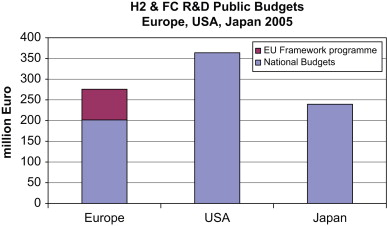 H2 & FC R&D Public Budgets
Europe, USA, Japan 2005
400
350
300
250
200
150
100
50
0
million Euro
EU Framework programme
National Budgets
Europe
USA
Japan